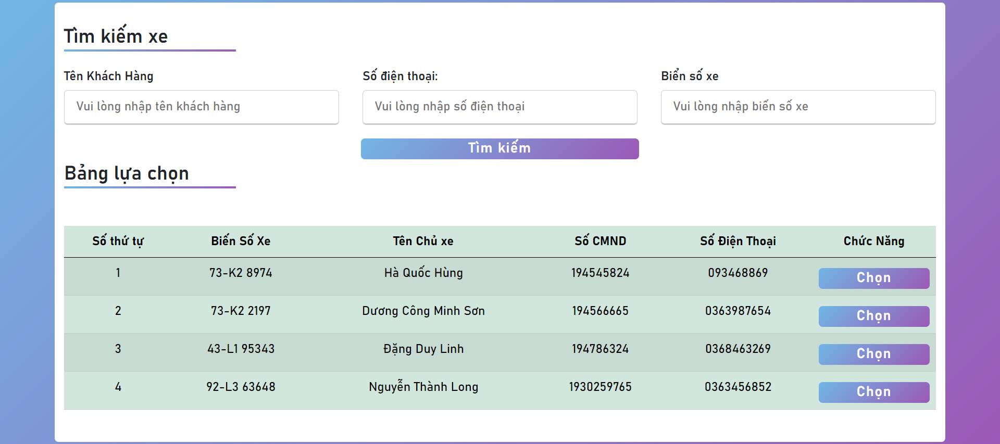 Tìm kiếm xe
Tên Khách Hàng Số điện thoại: Biển số xe
Vui lòng nhập tên khách hàng Vui lòng nhập số điện thoại Vui lòng nhập biển số xe
Tìm kiếm
Bảng lựa chọn
Số thứ tự Biến Số Xe Tên Chủ xe Số CMND Số Điện Thoại Chức Năng
1 73-K2 8974 Hà Quốc Hùng 194545824 093468869 Chọn
2 73-K2 2197 Dương Công Minh Sơn 194566665 0363987654 Chọn
3 43-L1 95343 Đặng Duy Linh 194786324 0368463269 Chọn
4 92-L3 63648 Nguyễn Thành Long 1930259765 0363456852 Chọn